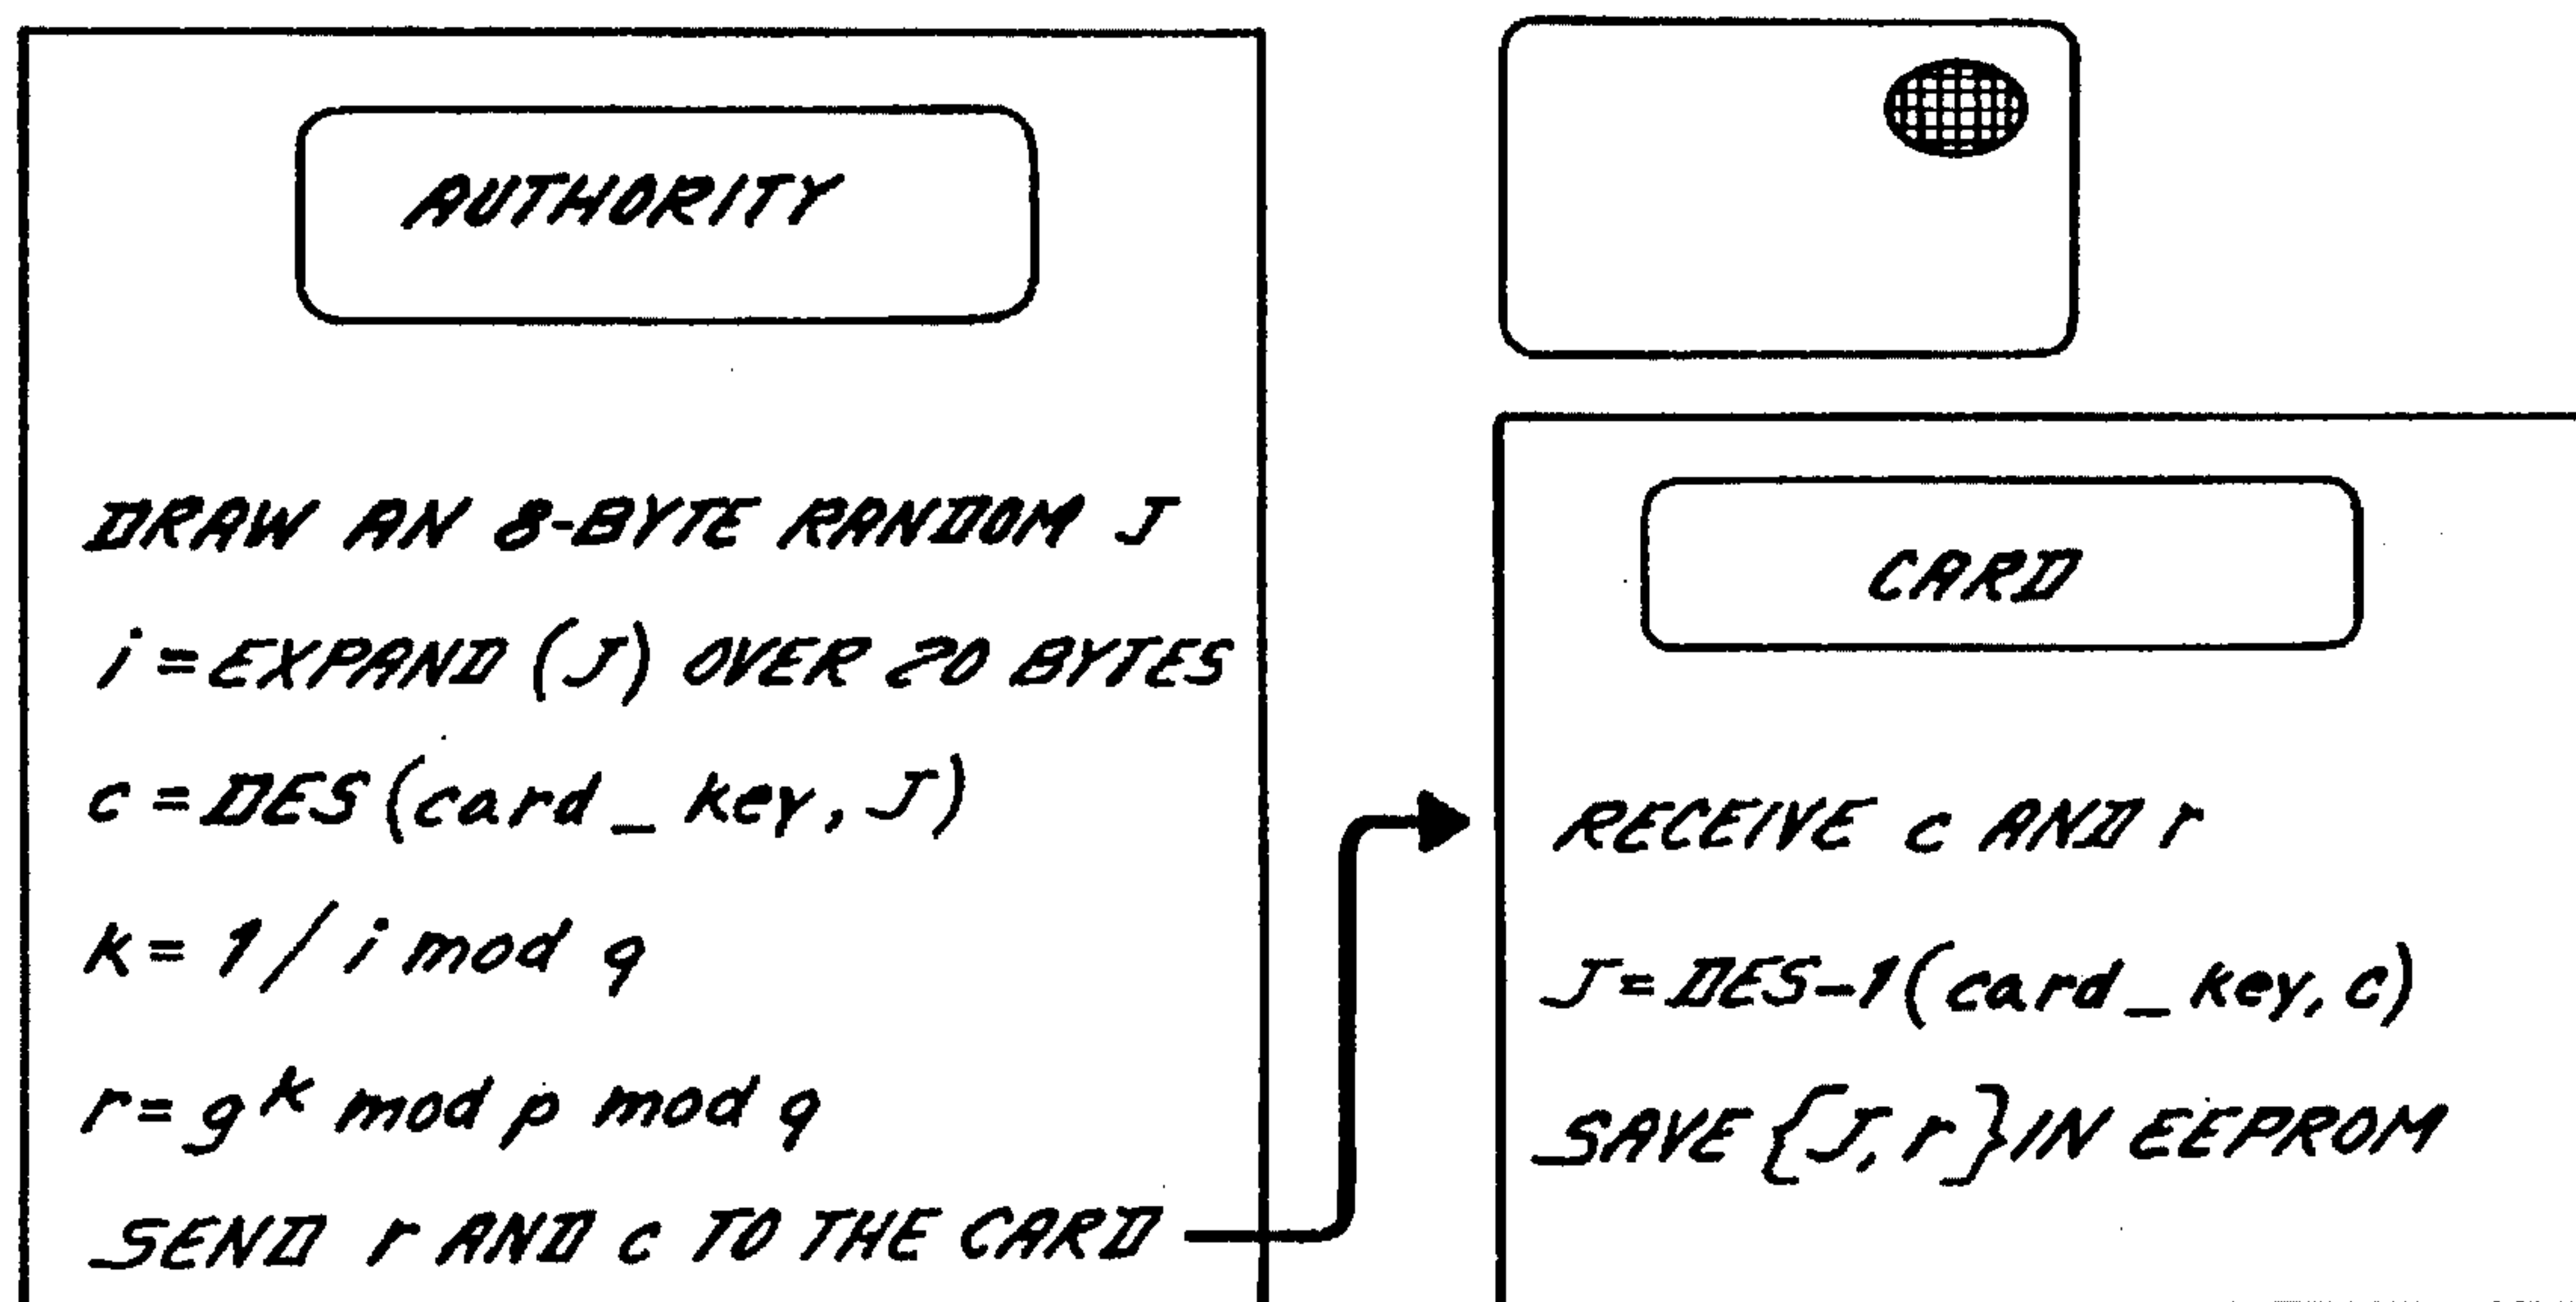 AUTHORITY
DRAW AN 8-BYTE RANDOM J
i = EXPAND (J) OVER 20 BYTES
c = DES (card_key, J)
k = 1 / i mod q
r = g^k mod p mod q
SEND r AND c TO THE CARD
CARD
RECEIVE c AND r
J = DES-1 (card_key, c)
SAVE {J, r} IN EEPROM